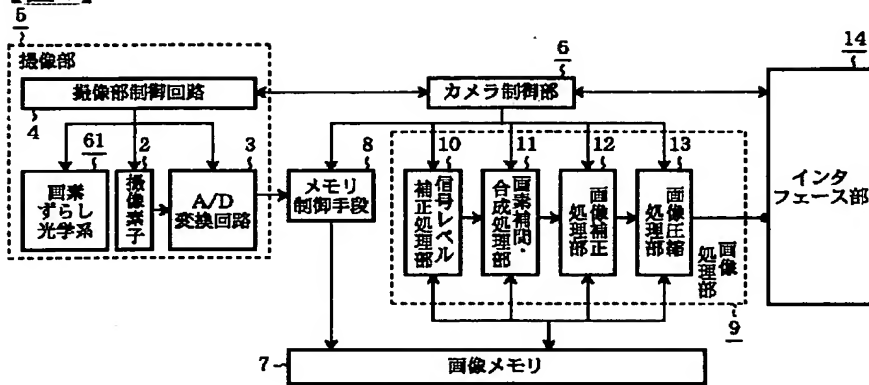 5
撮像部
撮像部制御回路
4
61
2
3
画素
ずらし
光学系
撮像素子
A/D
変換回路
6
カメラ制御部
14
インタ
フェース部
8
メモリ
制御手段
10
信号レベル
補正処理部
11
画素補間・
合成処理部
12
画像補正
処理部
13
画像圧縮
処理部
画像
処理部
9
7
画像メモリ